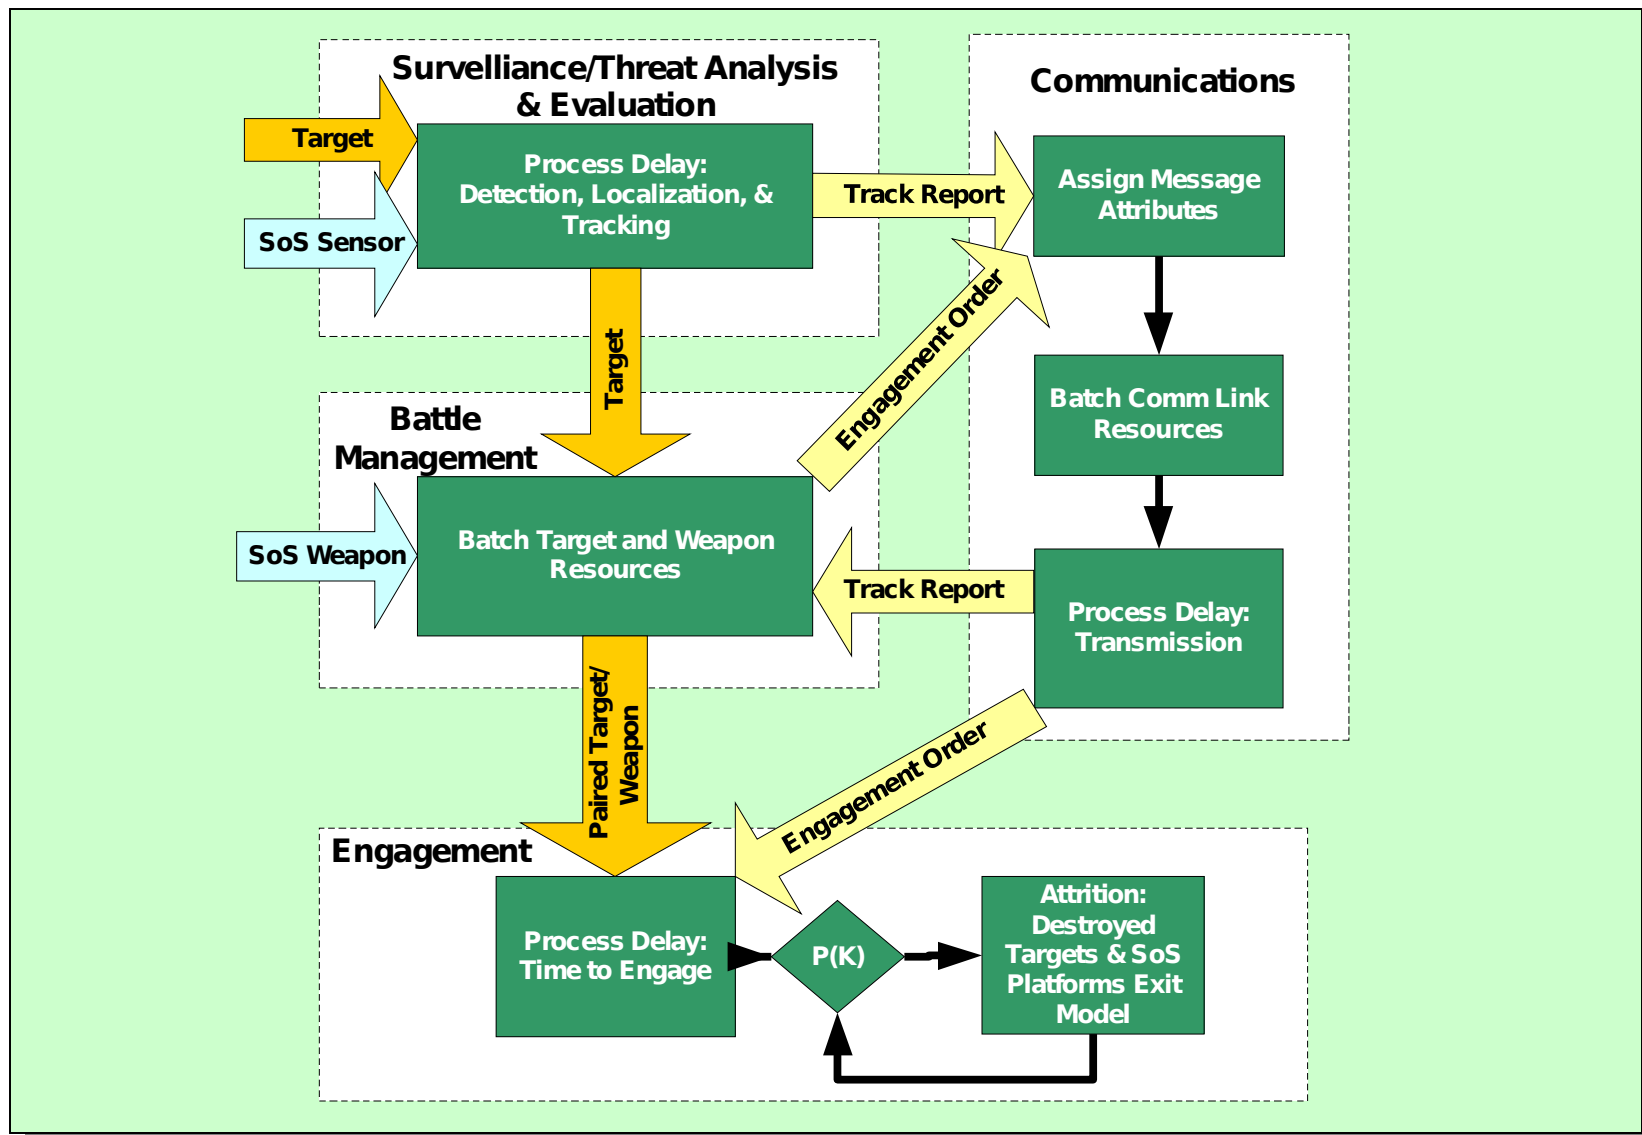 Survelliance/Threat Analysis
& Evaluation
Target
SoS Sensor
Process Delay:
Detection, Localization, &
Tracking
Track Report
Communications
Assign Message
Attributes
Target
Engagement Order
Batch Comm Link
Resources
Battle
Management
SoS Weapon
Batch Target and Weapon
Resources
Track Report
Process Delay:
Transmission
Paired Target/
Weapon
Engagement Order
Engagement
Process Delay:
Time to Engage
P(K)
Attrition:
Destroyed
Targets & SoS
Platforms Exit
Model